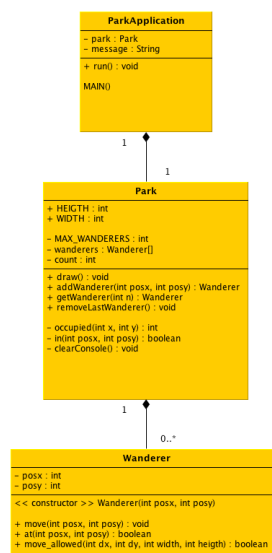 ParkApplication
– park : Park
– message : String
+ run() : void
MAIN()
1
1
Park
+ HEIGTH : int
+ WIDTH : int
– MAX_WANDERERS : int
– wanderers : Wanderer[]
– count : int
+ draw() : void
+ addWanderer(int posx, int posy) : Wanderer
+ getWanderer(int n) : Wanderer
+ removeLastWanderer() : void
– occupied(int x, int y) : int
– in(int posx, int posy) : boolean
– clearConsole() : void
1
0..*
Wanderer
– posx : int
– posy : int
<< constructor >> Wanderer(int posx, int posy)
+ move(int posx, int posy) : void
+ at(int posx, int posy) : boolean
+ move_allowed(int dx, int dy, int width, int heigth) : boolean